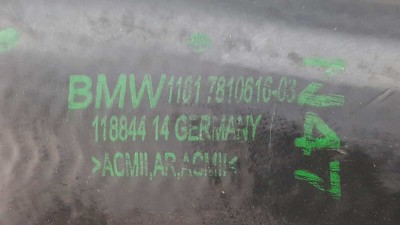 BMW 1161.7810616-03
118844 14 GERMANY
>ACMII,AR,ACMII<